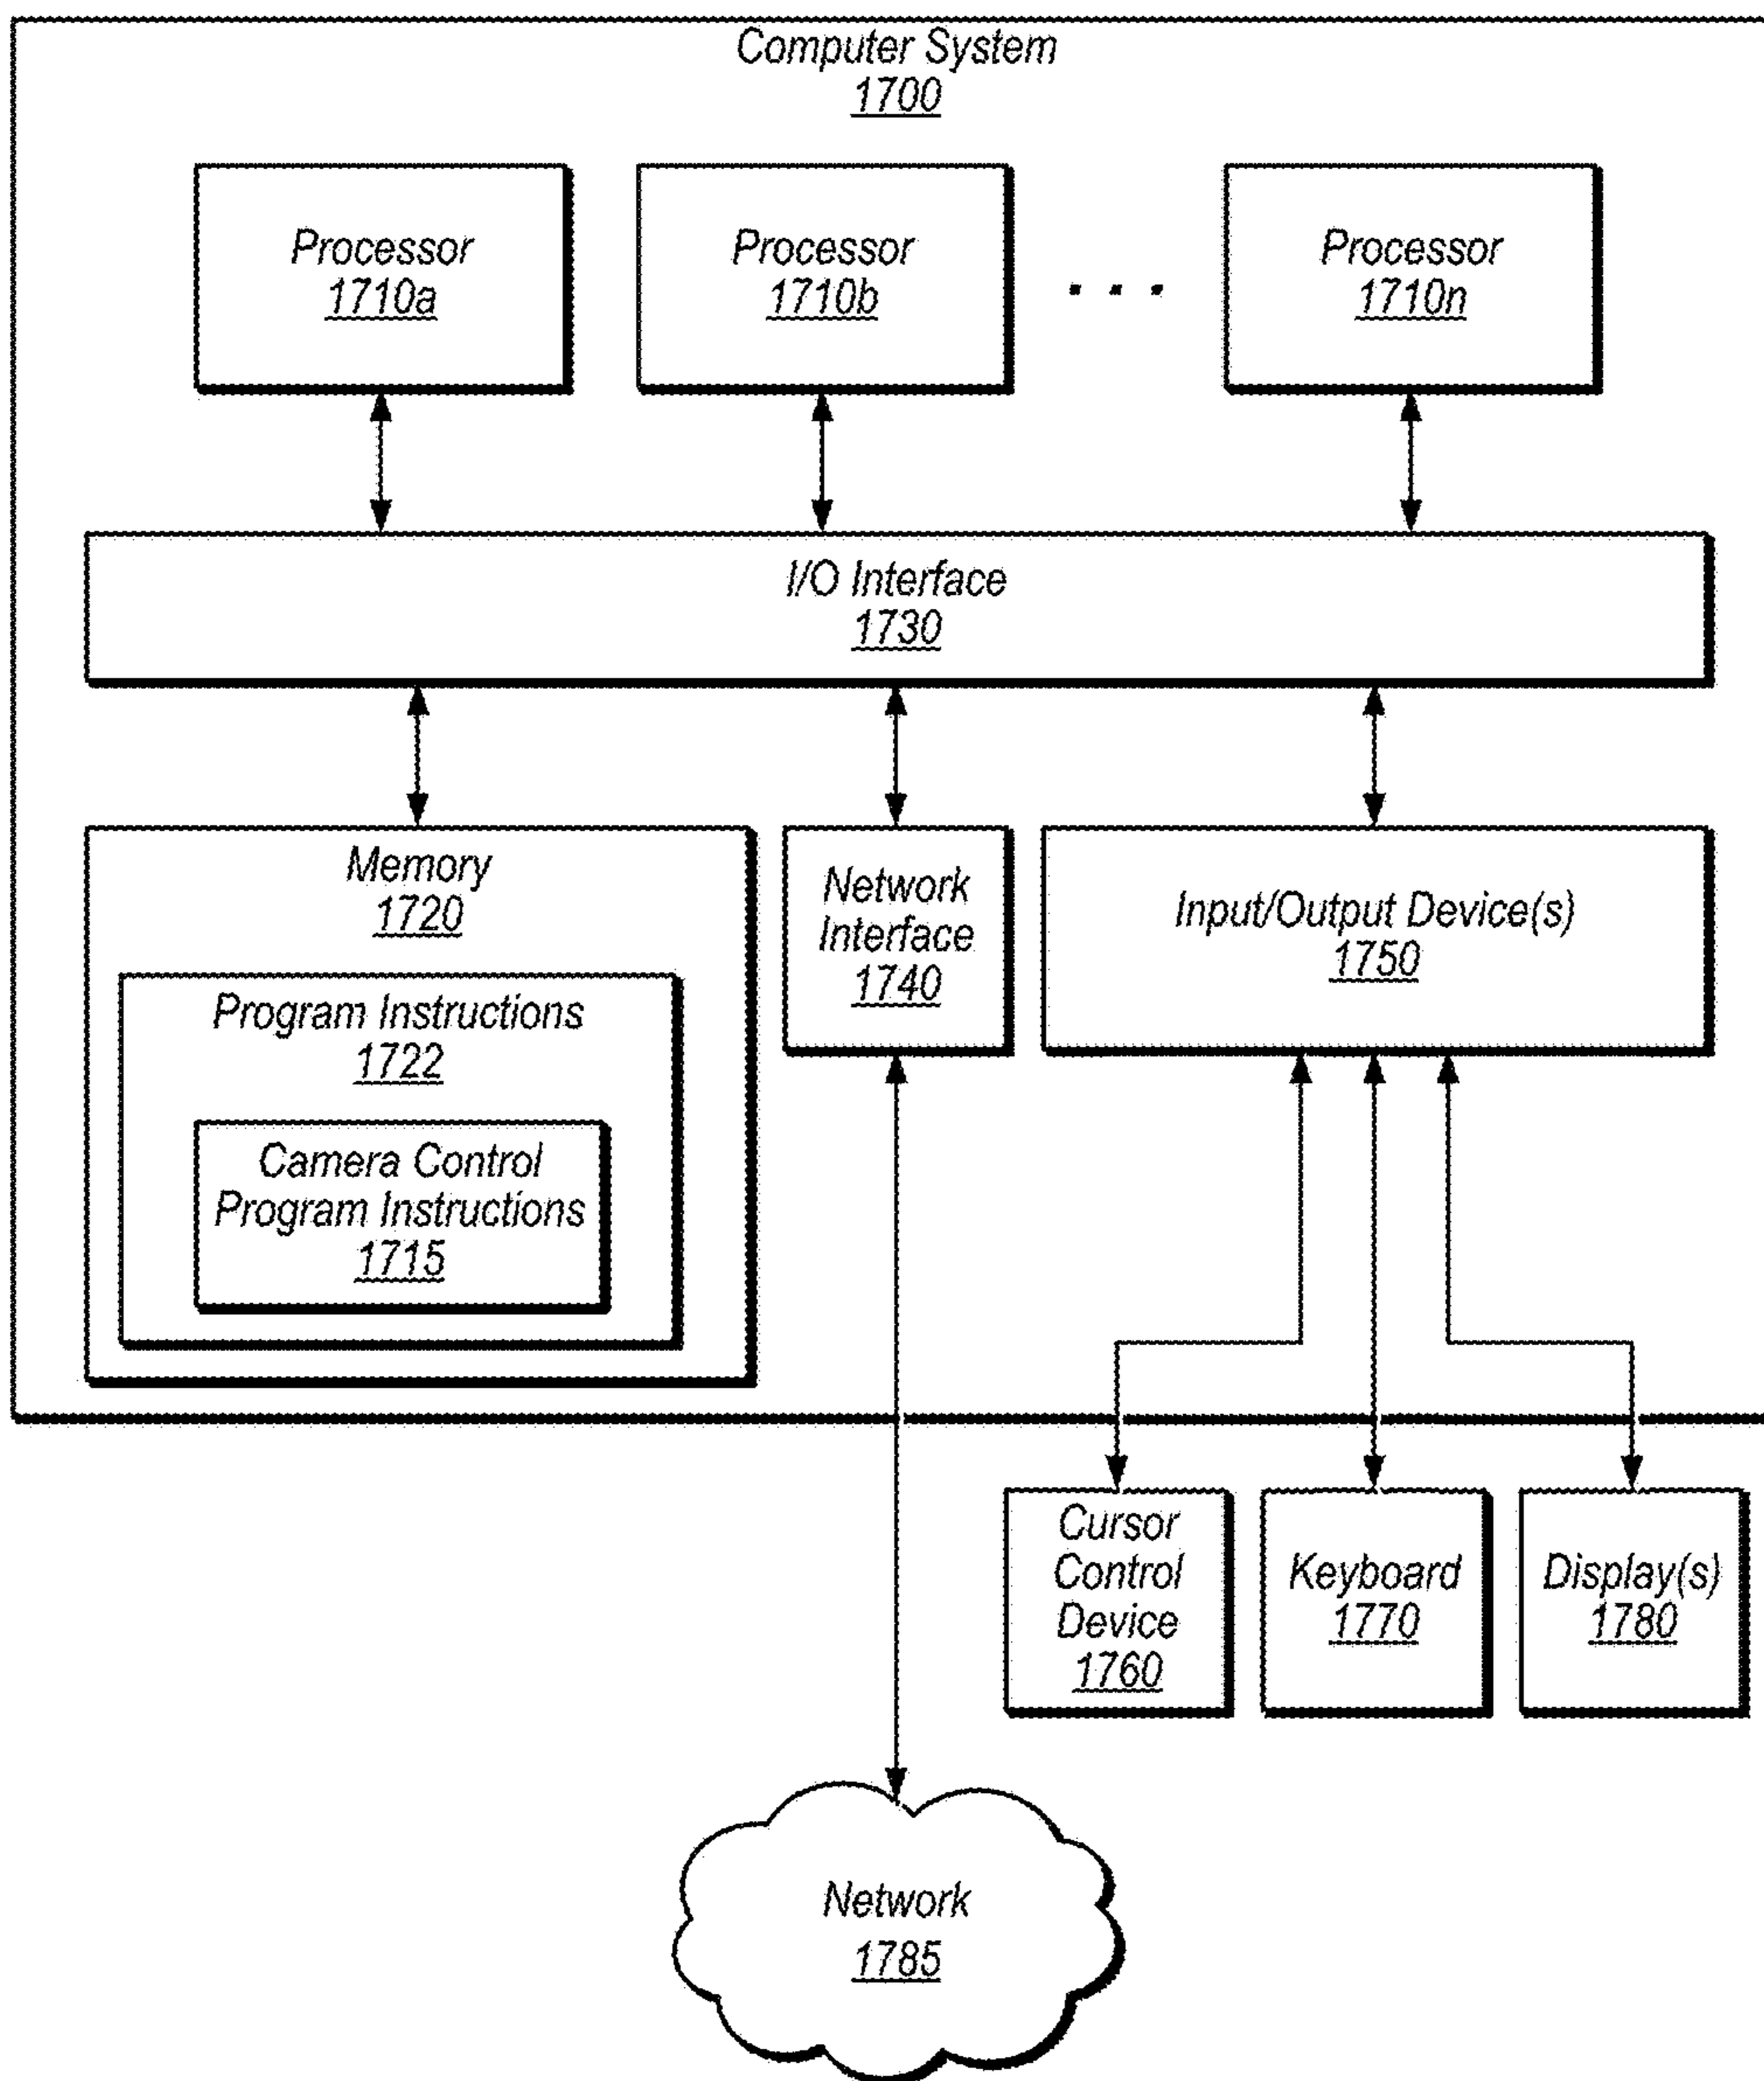 Computer System
1700
Processor
1710a
Processor
1710b
. . .
Processor
1710n
I/O Interface
1730
Memory
1720
Program Instructions
1722
Camera Control
Program Instructions
1715
Network
Interface
1740
Input/Output Device(s)
1750
Cursor
Control
Device
1760
Keyboard
1770
Display(s)
1780
Network
1785